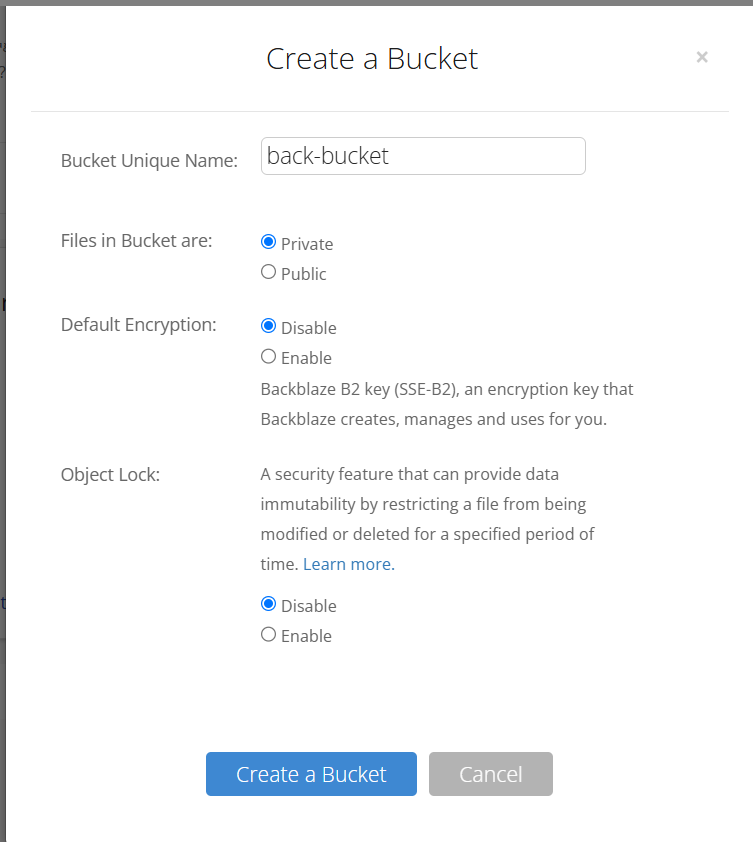 Create a Bucket
×
Bucket Unique Name: back-bucket
Files in Bucket are: Private
Public
Default Encryption: Disable
Enable
Backblaze B2 key (SSE-B2), an encryption key that
Backblaze creates, manages and uses for you.
Object Lock: A security feature that can provide data
immutability by restricting a file from being
modified or deleted for a specified period of
time. Learn more.
Disable
Enable
Create a Bucket Cancel